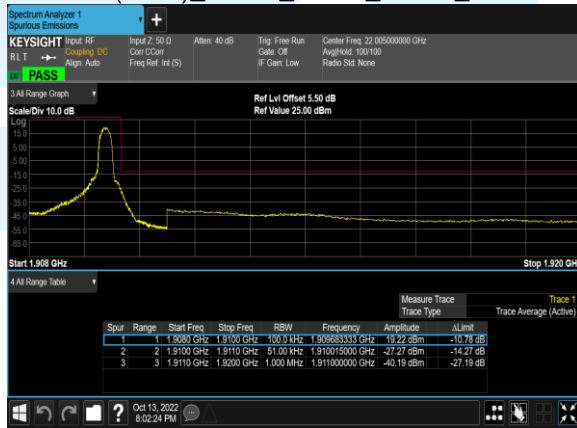 Spectrum Analyzer 1
Spurious Emissions
+
KEYSIGHT Input: RF Input Z: 50 Ω Atten: 40 dB Trig: Free Run Center Freq: 22.005000000 GHz
RLT Coupling: DC Corr CCorr Gate: Off Avg|Hold: 100/100
Align: Auto Freq Ref: Int (S) IF Gain: Low Radio Std: None
PASS
3 All Range Graph
Ref Lvl Offset 5.50 dB
Scale/Div 10.0 dB Ref Value 25.00 dBm
Log
15.0
5.00
-5.00
-15.0
-25.0
-35.0
-45.0
-55.0
-65.0
Start 1.908 GHz Stop 1.920 GH
4 All Range Table
Measure Trace Trace 1
Trace Type Trace Average (Active)
Spur Range Start Freq Stop Freq RBW Frequency Amplitude ΔLimit
1 1 1.9080 GHz 1.9100 GHz 100.0 kHz 1.909683333 GHz 19.22 dBm -10.78 dB
2 2 1.9100 GHz 1.9110 GHz 51.00 kHz 1.910015000 GHz -27.27 dBm -14.27 dB
3 3 1.9110 GHz 1.9200 GHz 1.000 MHz 1.911000000 GHz -40.19 dBm -27.19 dB
? Oct 13, 2022
8:02:24 PM